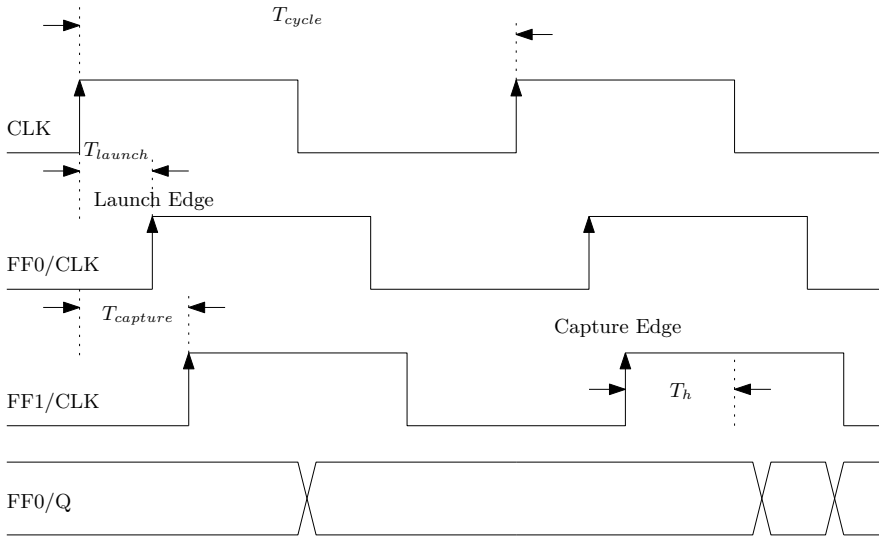 T_cycle
CLK
T_launch
Launch Edge
FF0/CLK
T_capture
Capture Edge
FF1/CLK
T_h
FF0/Q